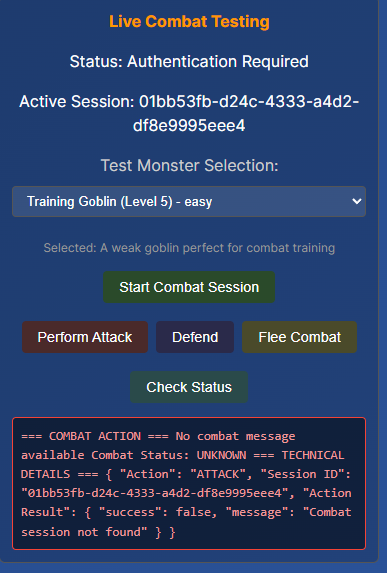 Live Combat Testing
Status: Authentication Required
Active Session: 01bb53fb-d24c-4333-a4d2-
df8e9995eee4
Test Monster Selection:
Training Goblin (Level 5) - easy
Selected: A weak goblin perfect for combat training
Start Combat Session
Perform Attack
Defend
Flee Combat
Check Status
=== COMBAT ACTION === No combat message
available Combat Status: UNKNOWN === TECHNICAL
DETAILS === { "Action": "ATTACK", "Session ID":
"01bb53fb-d24c-4333-a4d2-df8e9995eee4", "Action
Result": { "success": false, "message": "Combat
session not found" } }